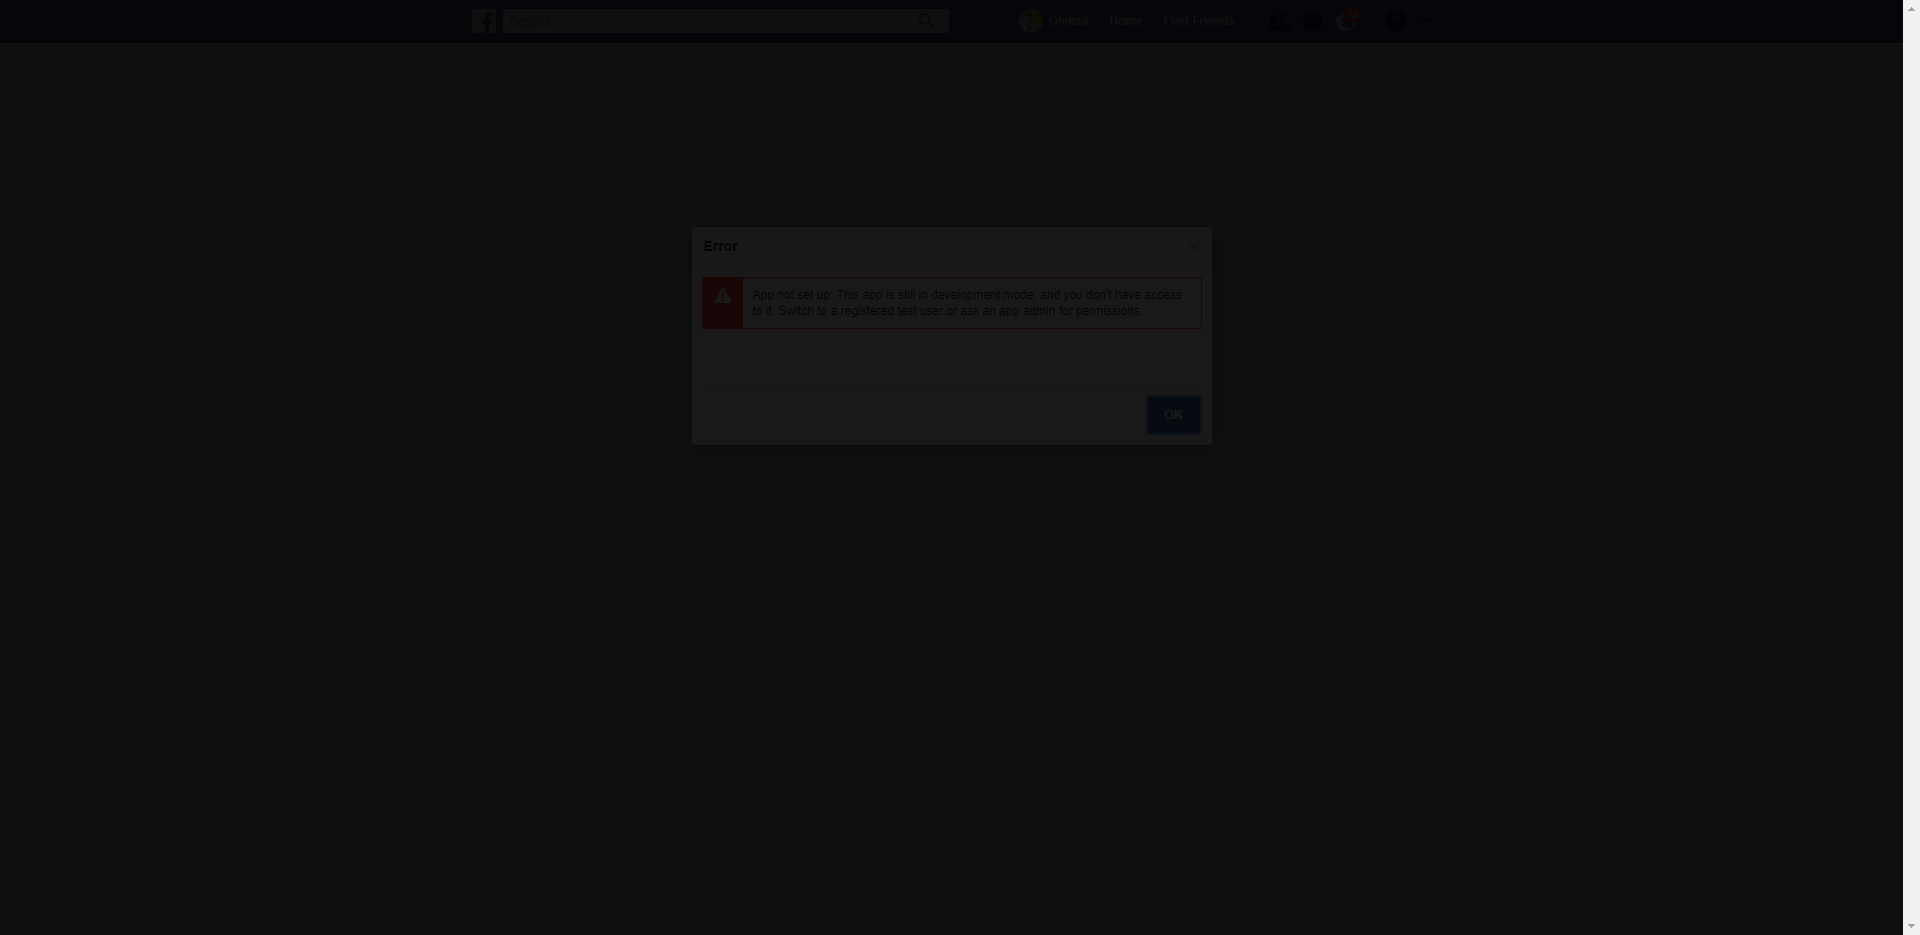 Search
Oleksii Home Find Friends
Error
App not set up: This app is still in development mode, and you don't have access
to it. Switch to a registered test user or ask an app admin for permissions.
OK